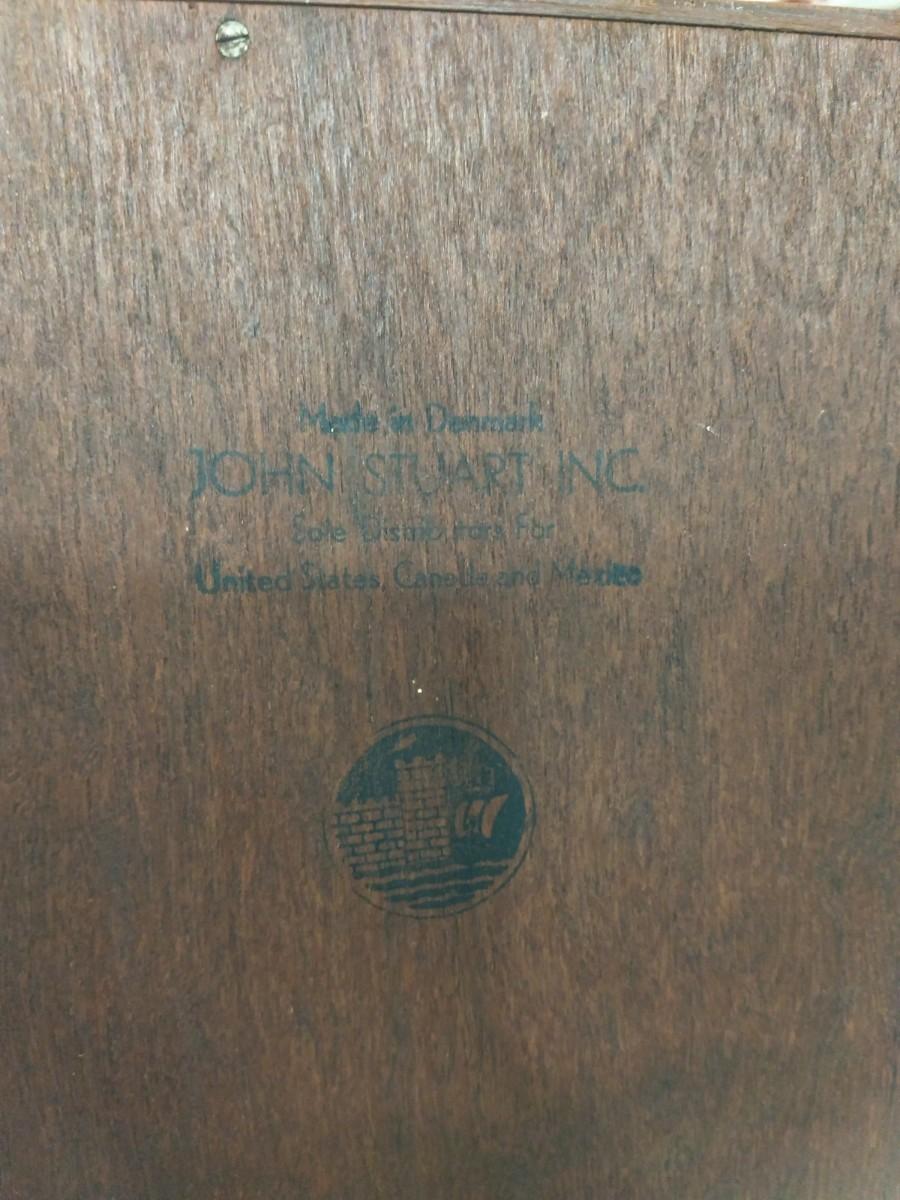 Made in Denmark
JOHN STUART INC.
Sole Distributors For
United States, Canada and Mexico